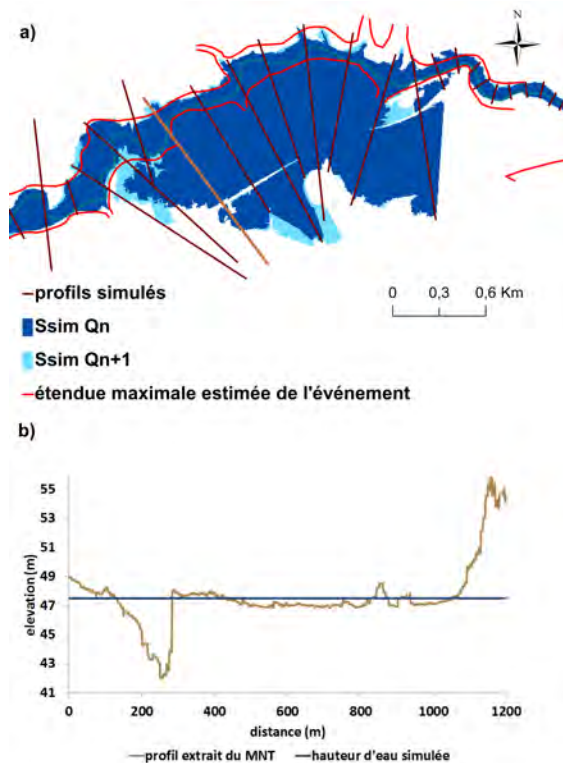 a)
N
profils simulés
0 0,3 0,6 Km
Ssim Qn
Ssim Qn+1
étendue maximale estimée de l'événement
b)
55
53
51
49
47
45
43
41
elevation (m)
0 200 400 600 800 1000 1200
distance (m)
profil extrait du MNT hauteur d'eau simulée